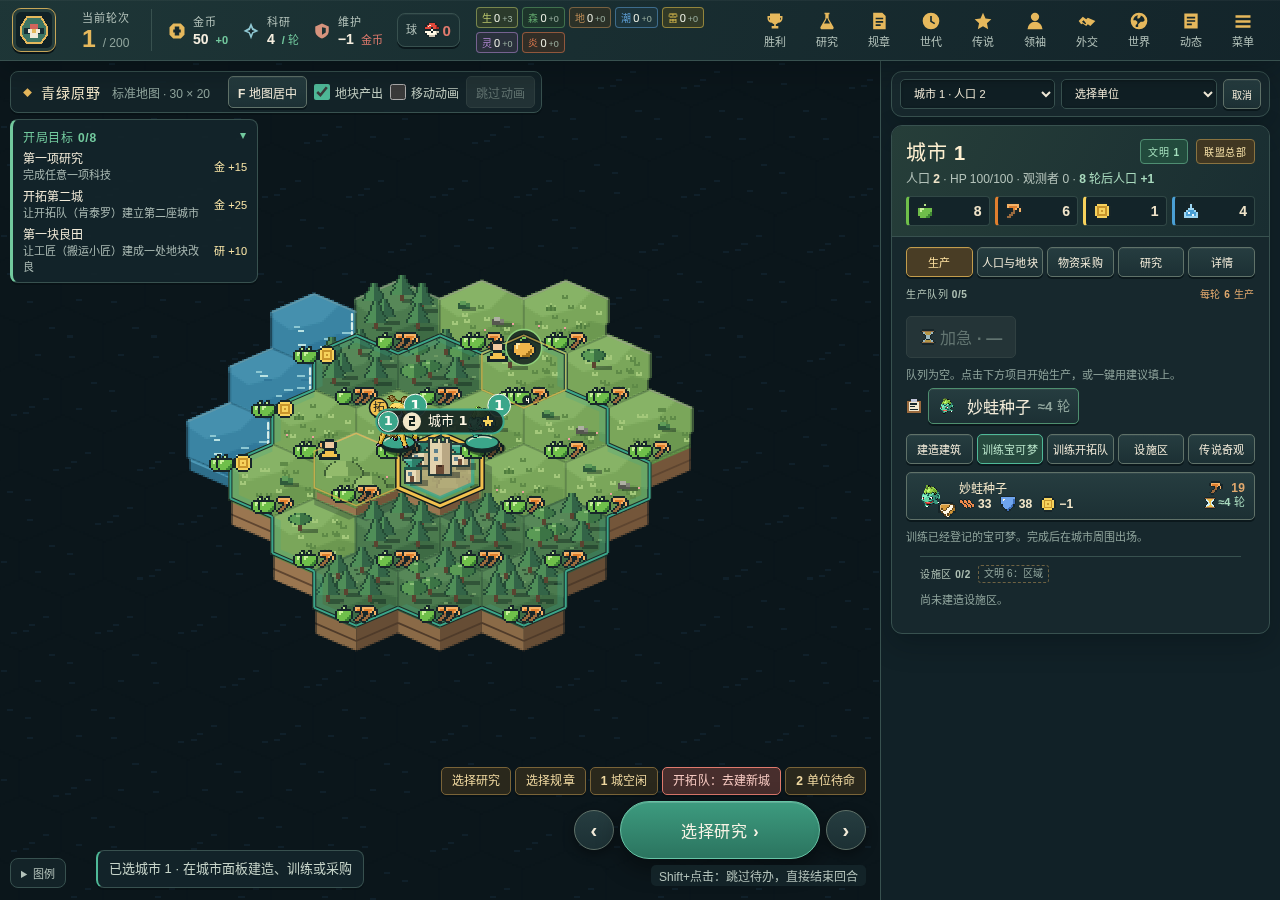 当前轮次
1 / 200
金币
50 +0
科研
4 / 轮
维护
−1 金币
球 0
生 0 +3
森 0 +0
地 0 +0
潮 0 +0
雷 0 +0
灵 0 +0
炎 0 +0
胜利
研究
规章
世代
传说
领袖
外交
世界
动态
菜单
青绿原野 标准地图 · 30 × 20
F 地图居中
地块产出
移动动画
跳过动画
开局目标 0/8
第一项研究
完成任意一项科技
金 +15
开拓第二城
让开拓队（肯泰罗）建立第二座城市
金 +25
第一块良田
让工匠（搬运小匠）建成一处地块改良
研 +10
拓
1
1
1 2 城市 1
选择研究
选择规章
1 城空闲
开拓队：去建新城
2 单位待命
‹
选择研究 ›
›
Shift+点击：跳过待办，直接结束回合
图例
已选城市 1 · 在城市面板建造、训练或采购
城市 1 · 人口 2
选择单位
取消
城市 1
文明 1
联盟总部
人口 2 · HP 100/100 · 观测者 0 · 8 轮后人口 +1
8
6
1
4
生产
人口与地块
物资采购
研究
详情
生产队列 0/5
每轮 6 生产
加急 · —
队列为空。点击下方项目开始生产，或一键用建议填上。
妙蛙种子 ≈4 轮
建造建筑
训练宝可梦
训练开拓队
设施区
传说奇观
妙蛙种子
19
33 38 −1
≈4 轮
训练已经登记的宝可梦。完成后在城市周围出场。
设施区 0/2
文明 6：区域
尚未建造设施区。